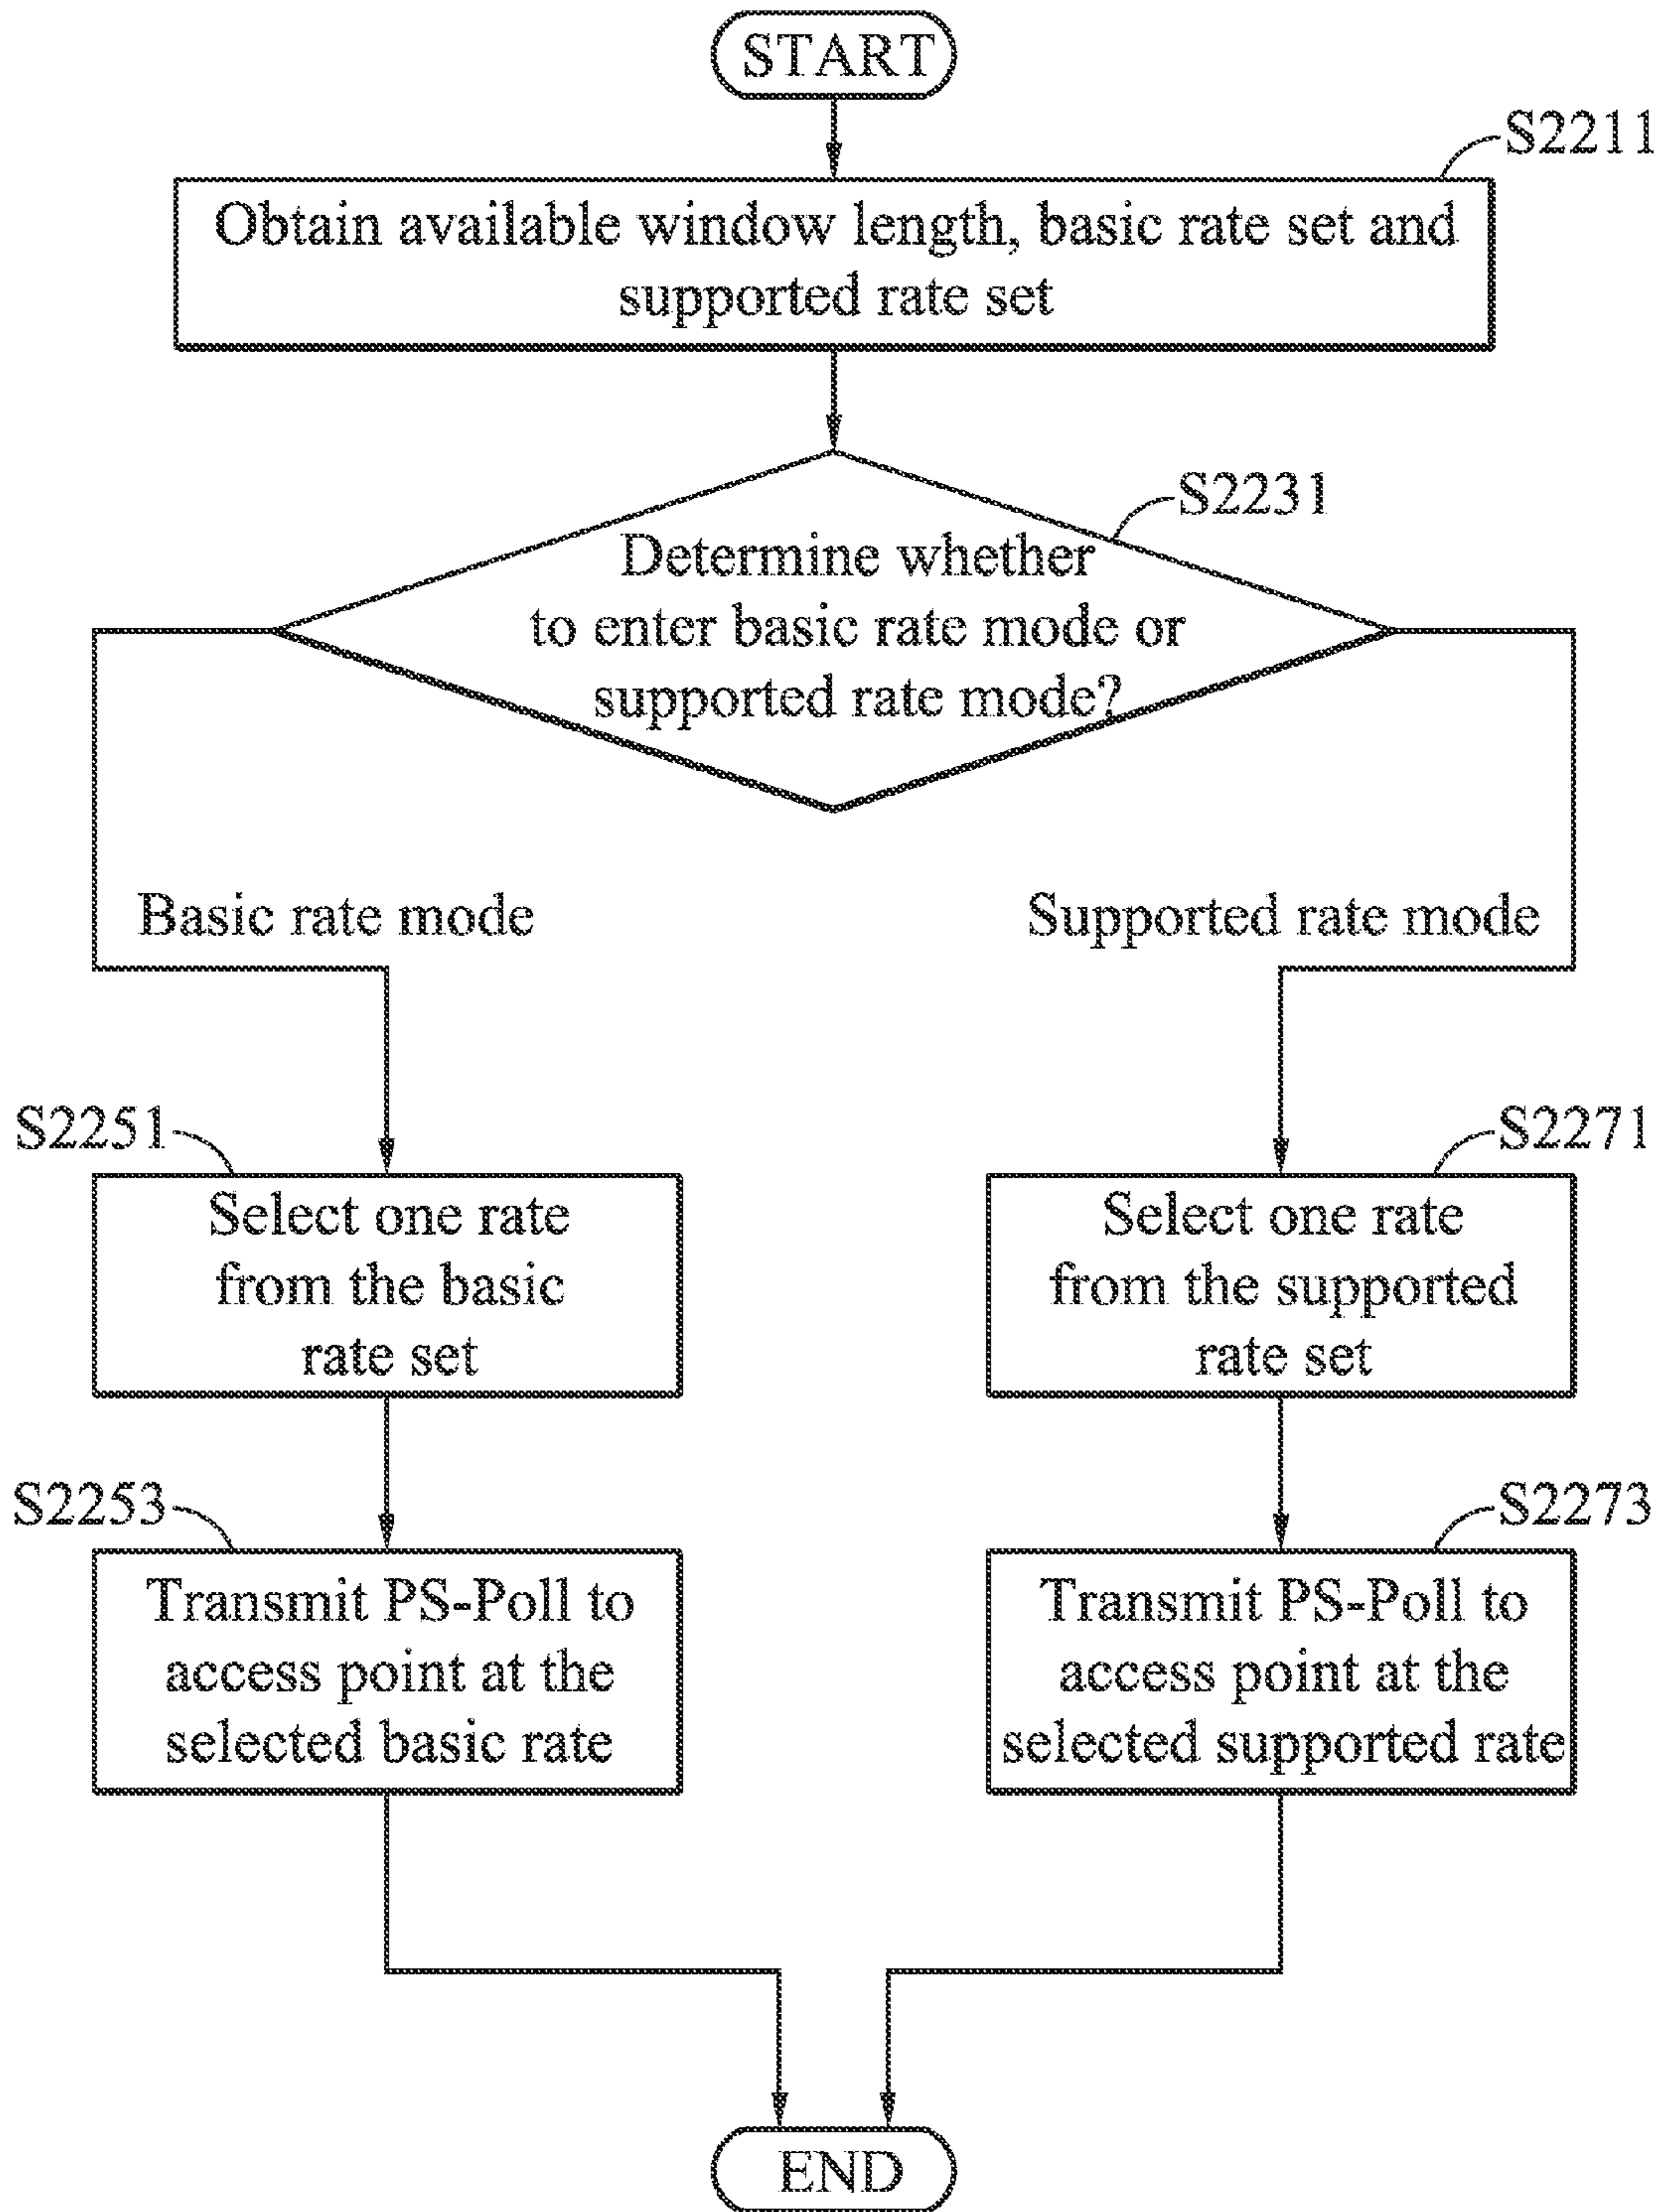 START
S2211
Obtain available window length, basic rate set and
supported rate set
S2231
Determine whether
to enter basic rate mode or
supported rate mode?
Basic rate mode
Supported rate mode
S2251
Select one rate
from the basic
rate set
S2271
Select one rate
from the supported
rate set
S2253
Transmit PS-Poll to
access point at the
selected basic rate
S2273
Transmit PS-Poll to
access point at the
selected supported rate
END